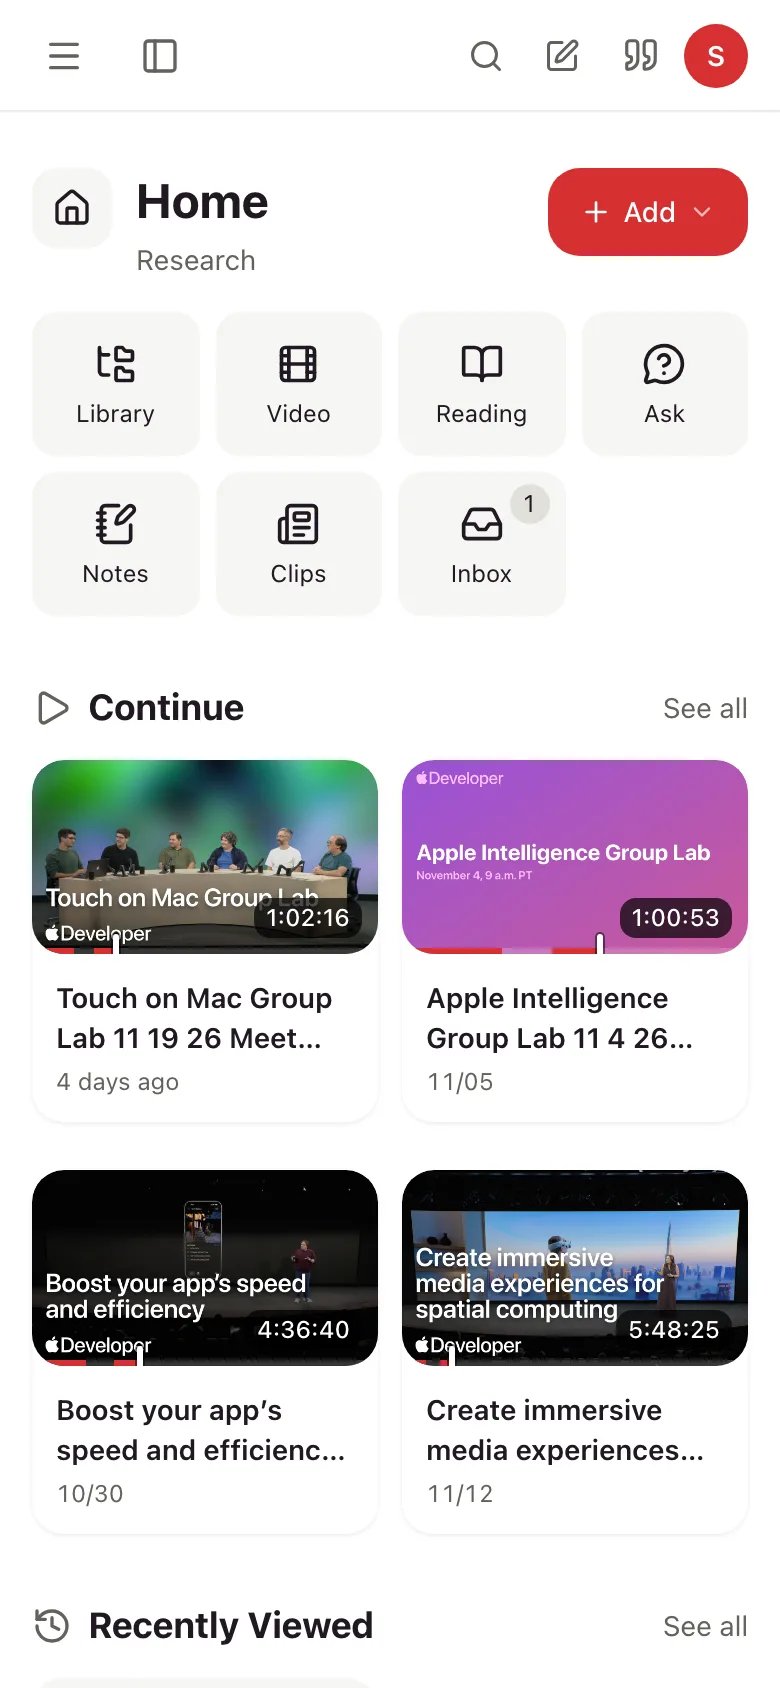 S
Home
Add
Research
Library
Video
Reading
Ask
Notes
Clips
1
Inbox
Continue
See all
Touch on Mac Group Lab
1:02:16
Developer
Developer
Apple Intelligence Group Lab
November 4, 9 a.m. PT
1:00:53
Touch on Mac Group
Lab 11 19 26 Meet...
4 days ago
Apple Intelligence
Group Lab 11 4 26...
11/05
Boost your app’s speed
and efficiency
4:36:40
Developer
Create immersive
media experiences for
spatial computing
5:48:25
Developer
Boost your app’s
speed and efficienc...
10/30
Create immersive
media experiences...
11/12
Recently Viewed
See all